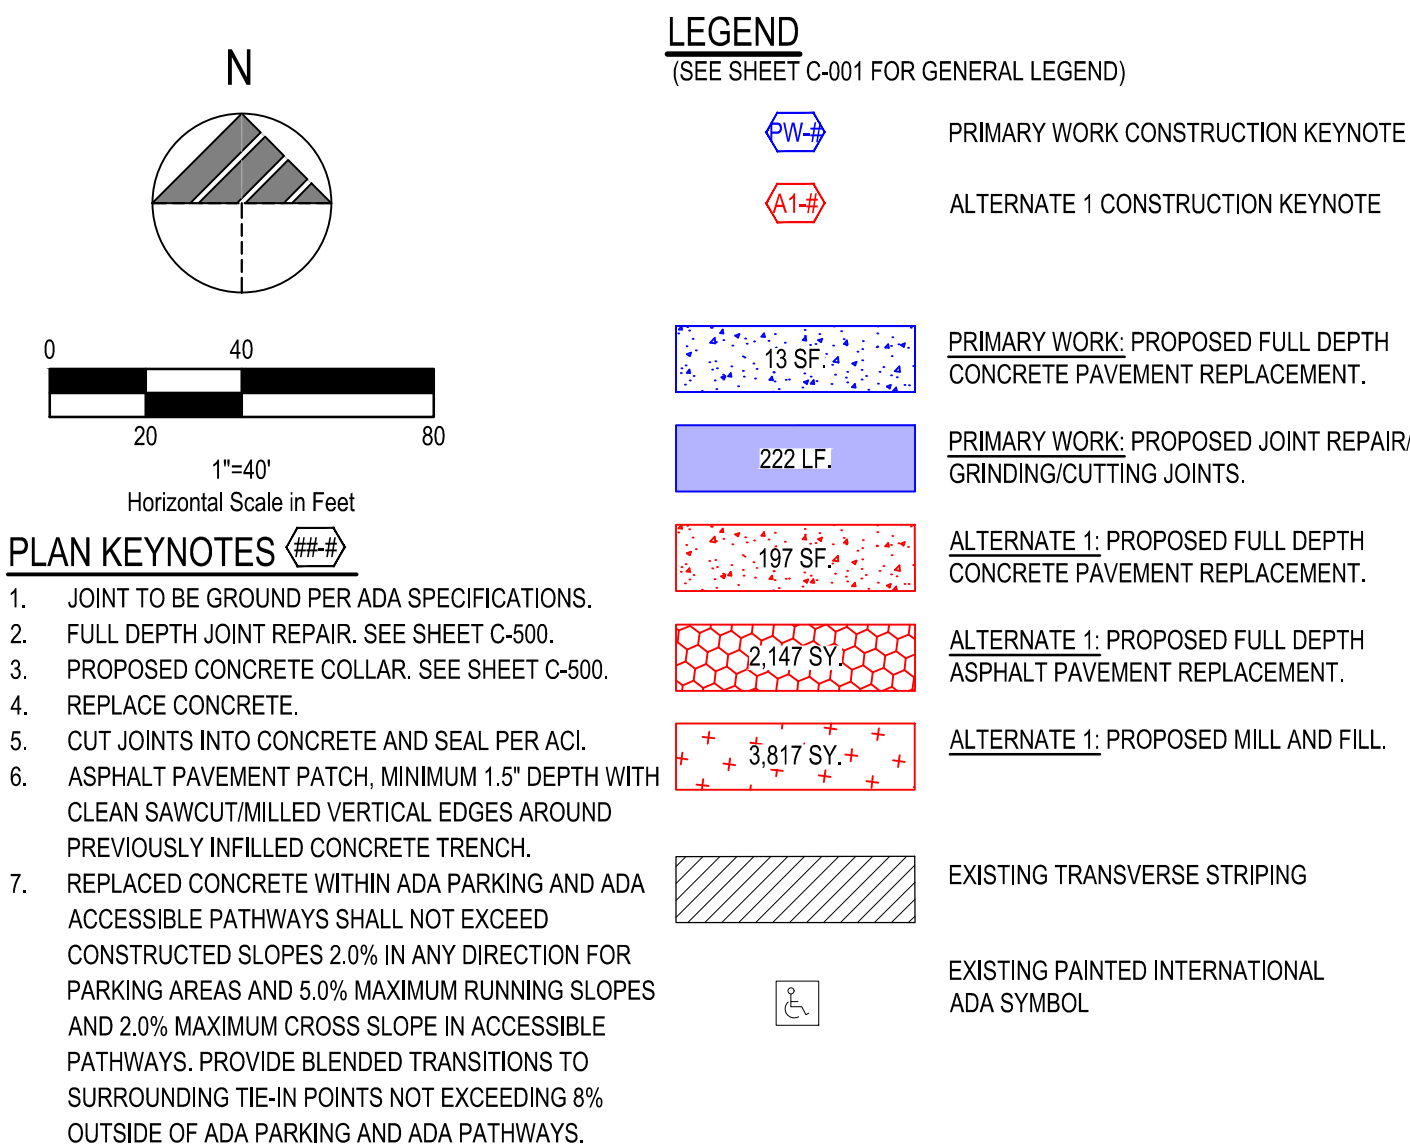 N
0 40
20 80
1"=40'
Horizontal Scale in Feet
PLAN KEYNOTES ##-#
1. JOINT TO BE GROUND PER ADA SPECIFICATIONS.
2. FULL DEPTH JOINT REPAIR. SEE SHEET C-500.
3. PROPOSED CONCRETE COLLAR. SEE SHEET C-500.
4. REPLACE CONCRETE.
5. CUT JOINTS INTO CONCRETE AND SEAL PER ACI.
6. ASPHALT PAVEMENT PATCH, MINIMUM 1.5" DEPTH WITH
CLEAN SAWCUT/MILLED VERTICAL EDGES AROUND
PREVIOUSLY INFILLED CONCRETE TRENCH.
7. REPLACED CONCRETE WITHIN ADA PARKING AND ADA
ACCESSIBLE PATHWAYS SHALL NOT EXCEED
CONSTRUCTED SLOPES 2.0% IN ANY DIRECTION FOR
PARKING AREAS AND 5.0% MAXIMUM RUNNING SLOPES
AND 2.0% MAXIMUM CROSS SLOPE IN ACCESSIBLE
PATHWAYS. PROVIDE BLENDED TRANSITIONS TO
SURROUNDING TIE-IN POINTS NOT EXCEEDING 8%
OUTSIDE OF ADA PARKING AND ADA PATHWAYS.
LEGEND
(SEE SHEET C-001 FOR GENERAL LEGEND)
PW-# PRIMARY WORK CONSTRUCTION KEYNOTE
A1-# ALTERNATE 1 CONSTRUCTION KEYNOTE
13 SF. PRIMARY WORK: PROPOSED FULL DEPTH
CONCRETE PAVEMENT REPLACEMENT.
222 LF. PRIMARY WORK: PROPOSED JOINT REPAIR/
GRINDING/CUTTING JOINTS.
197 SF. ALTERNATE 1: PROPOSED FULL DEPTH
CONCRETE PAVEMENT REPLACEMENT.
2,147 SY. ALTERNATE 1: PROPOSED FULL DEPTH
ASPHALT PAVEMENT REPLACEMENT.
3,817 SY. ALTERNATE 1: PROPOSED MILL AND FILL.
EXISTING TRANSVERSE STRIPING
EXISTING PAINTED INTERNATIONAL
ADA SYMBOL